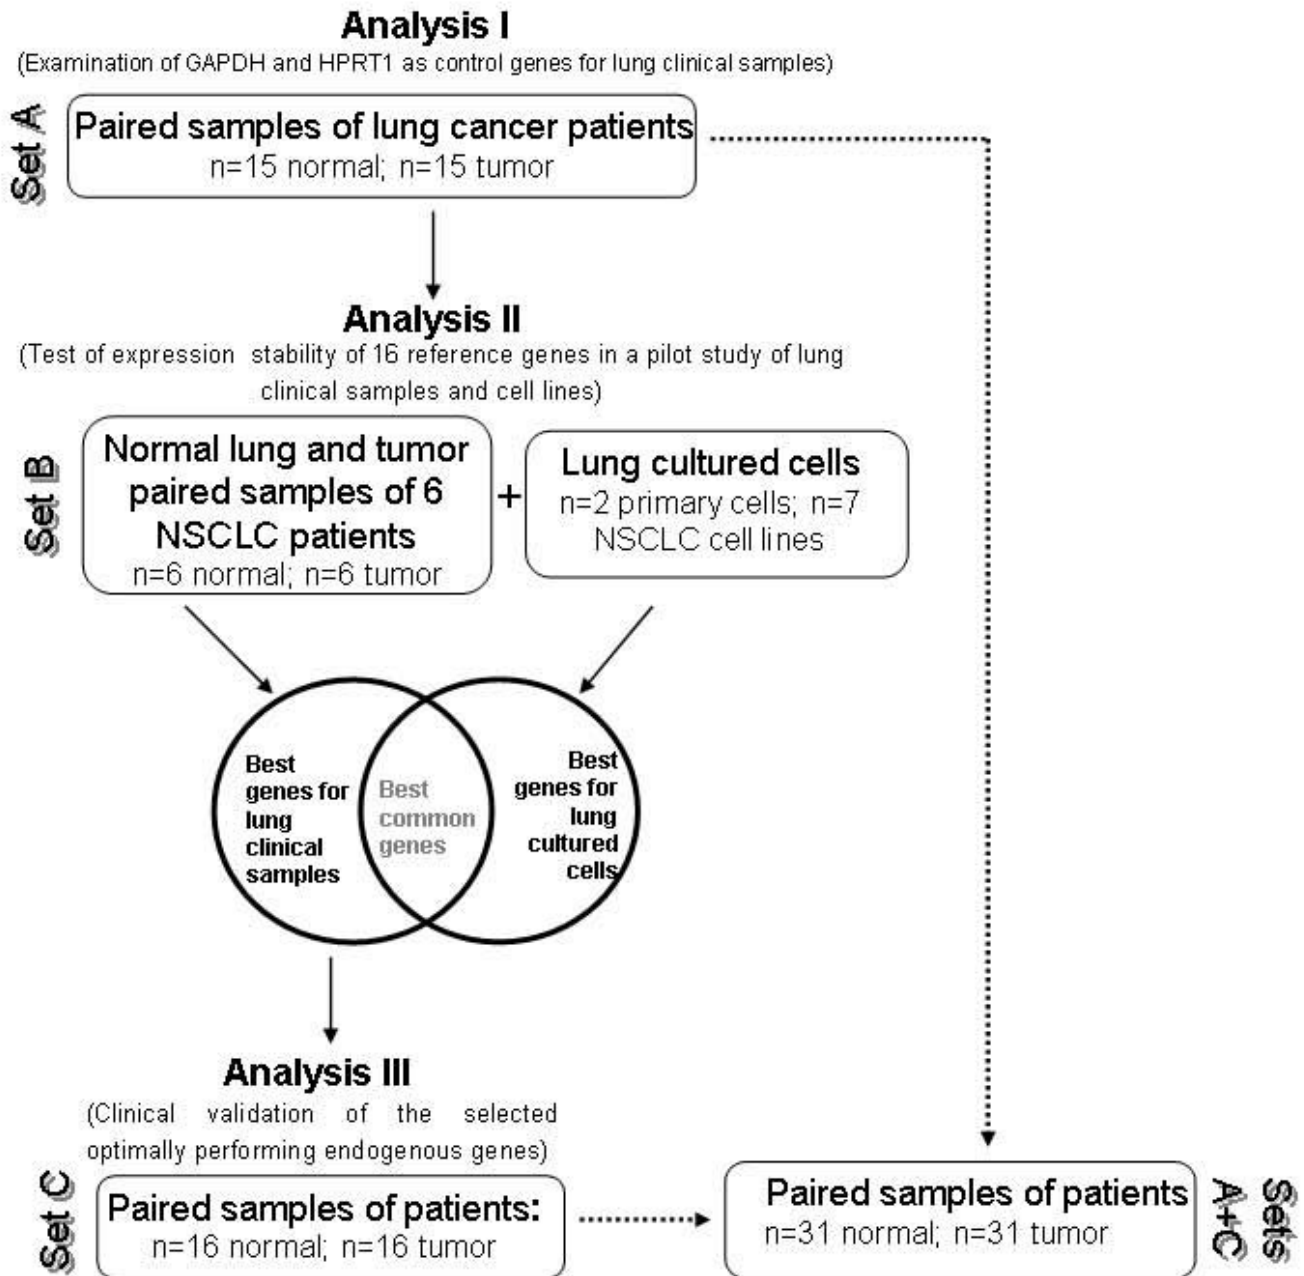 Analysis I
(Examination of GAPDH and HPRT1 as control genes for lung clinical samples)
Set A
Paired samples of lung cancer patients
n=15 normal; n=15 tumor
Analysis II
(Test of expression stability of 16 reference genes in a pilot study of lung
clinical samples and cell lines)
Set B
Normal lung and tumor
paired samples of 6
NSCLC patients
n=6 normal; n=6 tumor
+
Lung cultured cells
n=2 primary cells; n=7
NSCLC cell lines
Best
genes for
lung
clinical
samples
Best
common
genes
Best
genes for
lung
cultured
cells
Analysis III
(Clinical validation of the selected
optimally performing endogenous genes)
Set C
Paired samples of patients:
n=16 normal; n=16 tumor
Paired samples of patients
n=31 normal; n=31 tumor
Sets
A+C